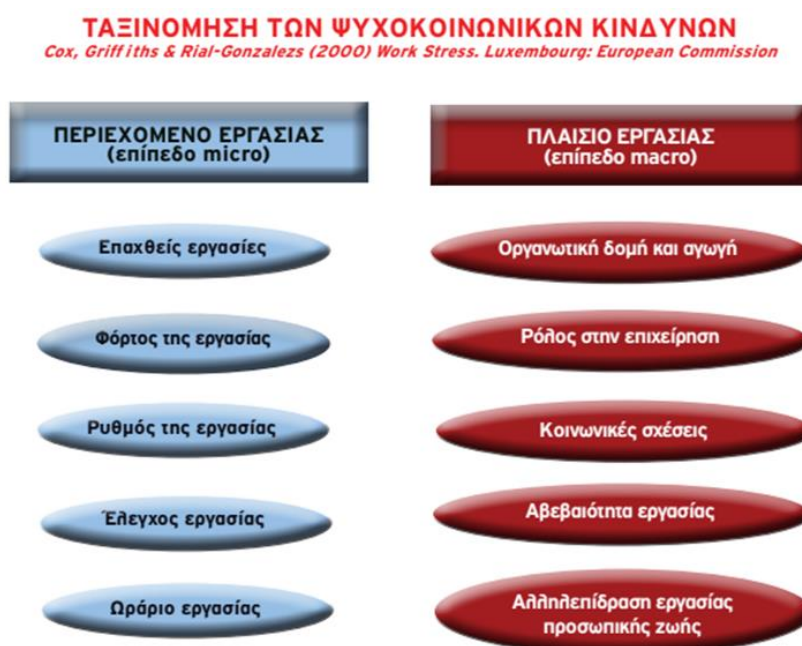 ΤΑΞΙΝΟΜΗΣΗ ΤΩΝ ΨΥΧΟΚΟΙΝΩΝΙΚΩΝ ΚΙΝΔΥΝΩΝ
Cox, Griffiths & Rial-Gonzalezs (2000) Work Stress. Luxembourg: European Commission
ΠΕΡΙΕΧΟΜΕΝΟ ΕΡΓΑΣΙΑΣ
(επίπεδο micro)
Επαχθείς εργασίες
Φόρτος της εργασίας
Ρυθμός της εργασίας
Έλεγχος εργασίας
Ωράριο εργασίας
ΠΛΑΙΣΙΟ ΕΡΓΑΣΙΑΣ
(επίπεδο macro)
Οργανωτική δομή και αγωγή
Ρόλος στην επιχείρηση
Κοινωνικές σχέσεις
Αβεβαιότητα εργασίας
Αλληλεπίδραση εργασίας
προσωπικής ζωής